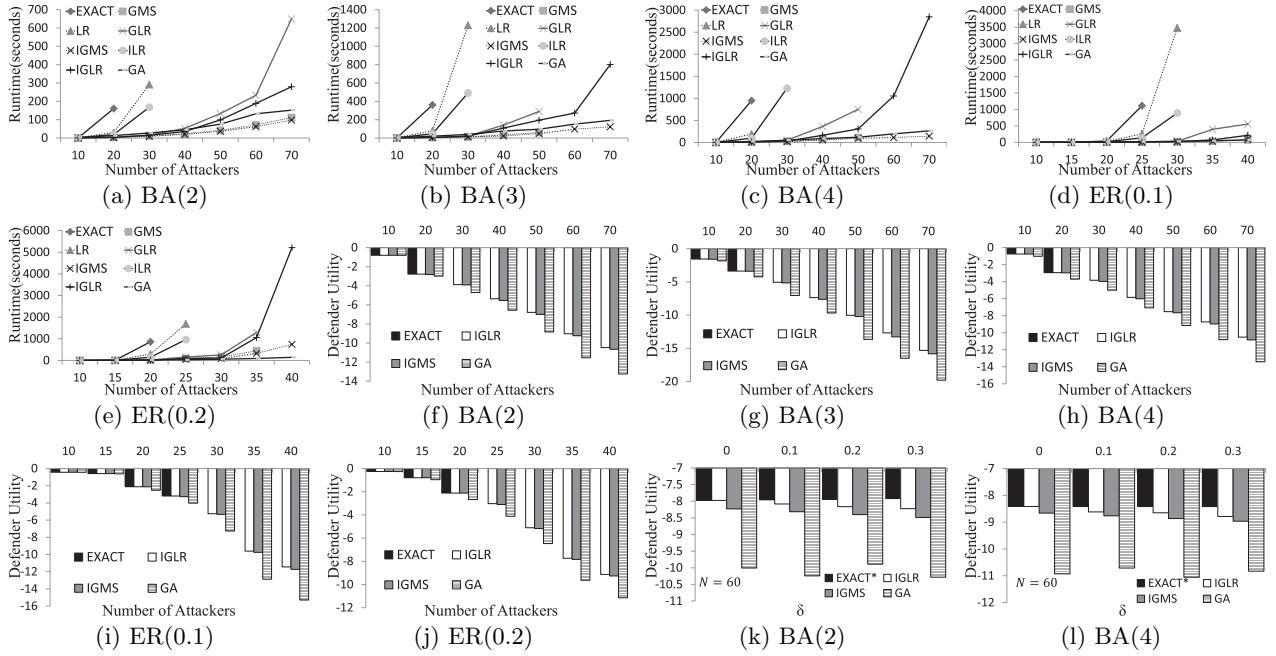 Runtime(seconds)
700
600
500
400
300
200
100
0
EXACT GMS
LR GLR
IGMS ILR
IGLR GA
10 20 30 40 50 60 70
Number of Attackers
(a) BA(2)
Runtime(seconds)
1400
1200
1000
800
600
400
200
0
EXACT GMS
LR GLR
IGMS ILR
IGLR GA
10 20 30 40 50 60 70
Number of Attackers
(b) BA(3)
Runtime(seconds)
3000
2500
2000
1500
1000
500
0
EXACT GMS
LR GLR
IGMS ILR
IGLR GA
10 20 30 40 50 60 70
Number of Attackers
(c) BA(4)
Runtime(seconds)
4000
3500
3000
2500
2000
1500
1000
500
0
EXACT GMS
LR GLR
IGMS ILR
IGLR GA
10 15 20 25 30 35 40
Number of Attackers
(d) ER(0.1)
Runtime(seconds)
6000
5000
4000
3000
2000
1000
0
EXACT GMS
LR GLR
IGMS ILR
IGLR GA
10 15 20 25 30 35 40
Number of Attackers
(e) ER(0.2)
10 20 30 40 50 60 70
Defender Utility
0
-2
-4
-6
-8
-10
-12
-14
EXACT IGLR
IGMS GA
Number of Attackers
(f) BA(2)
10 20 30 40 50 60 70
Defender Utility
0
-5
-10
-15
-20
EXACT IGLR
IGMS GA
Number of Attackers
(g) BA(3)
10 20 30 40 50 60 70
Defender Utility
0
-2
-4
-6
-8
-10
-12
-14
-16
EXACT IGLR
IGMS GA
Number of Attackers
(h) BA(4)
10 15 20 25 30 35 40
Defender Utility
0
-2
-4
-6
-8
-10
-12
-14
-16
EXACT IGLR
IGMS GA
Number of Attackers
(i) ER(0.1)
10 15 20 25 30 35 40
Defender Utility
0
-2
-4
-6
-8
-10
-12
EXACT IGLR
IGMS GA
Number of Attackers
(j) ER(0.2)
0 0.1 0.2 0.3
Defender Utility
-7
-7.5
-8
-8.5
-9
-9.5
-10
-10.5
-11
N = 60
EXACT* IGLR
IGMS GA
δ
(k) BA(2)
0 0.1 0.2 0.3
Defender Utility
-7
-8
-9
-10
-11
-12
N = 60
EXACT* IGLR
IGMS GA
δ
(l) BA(4)